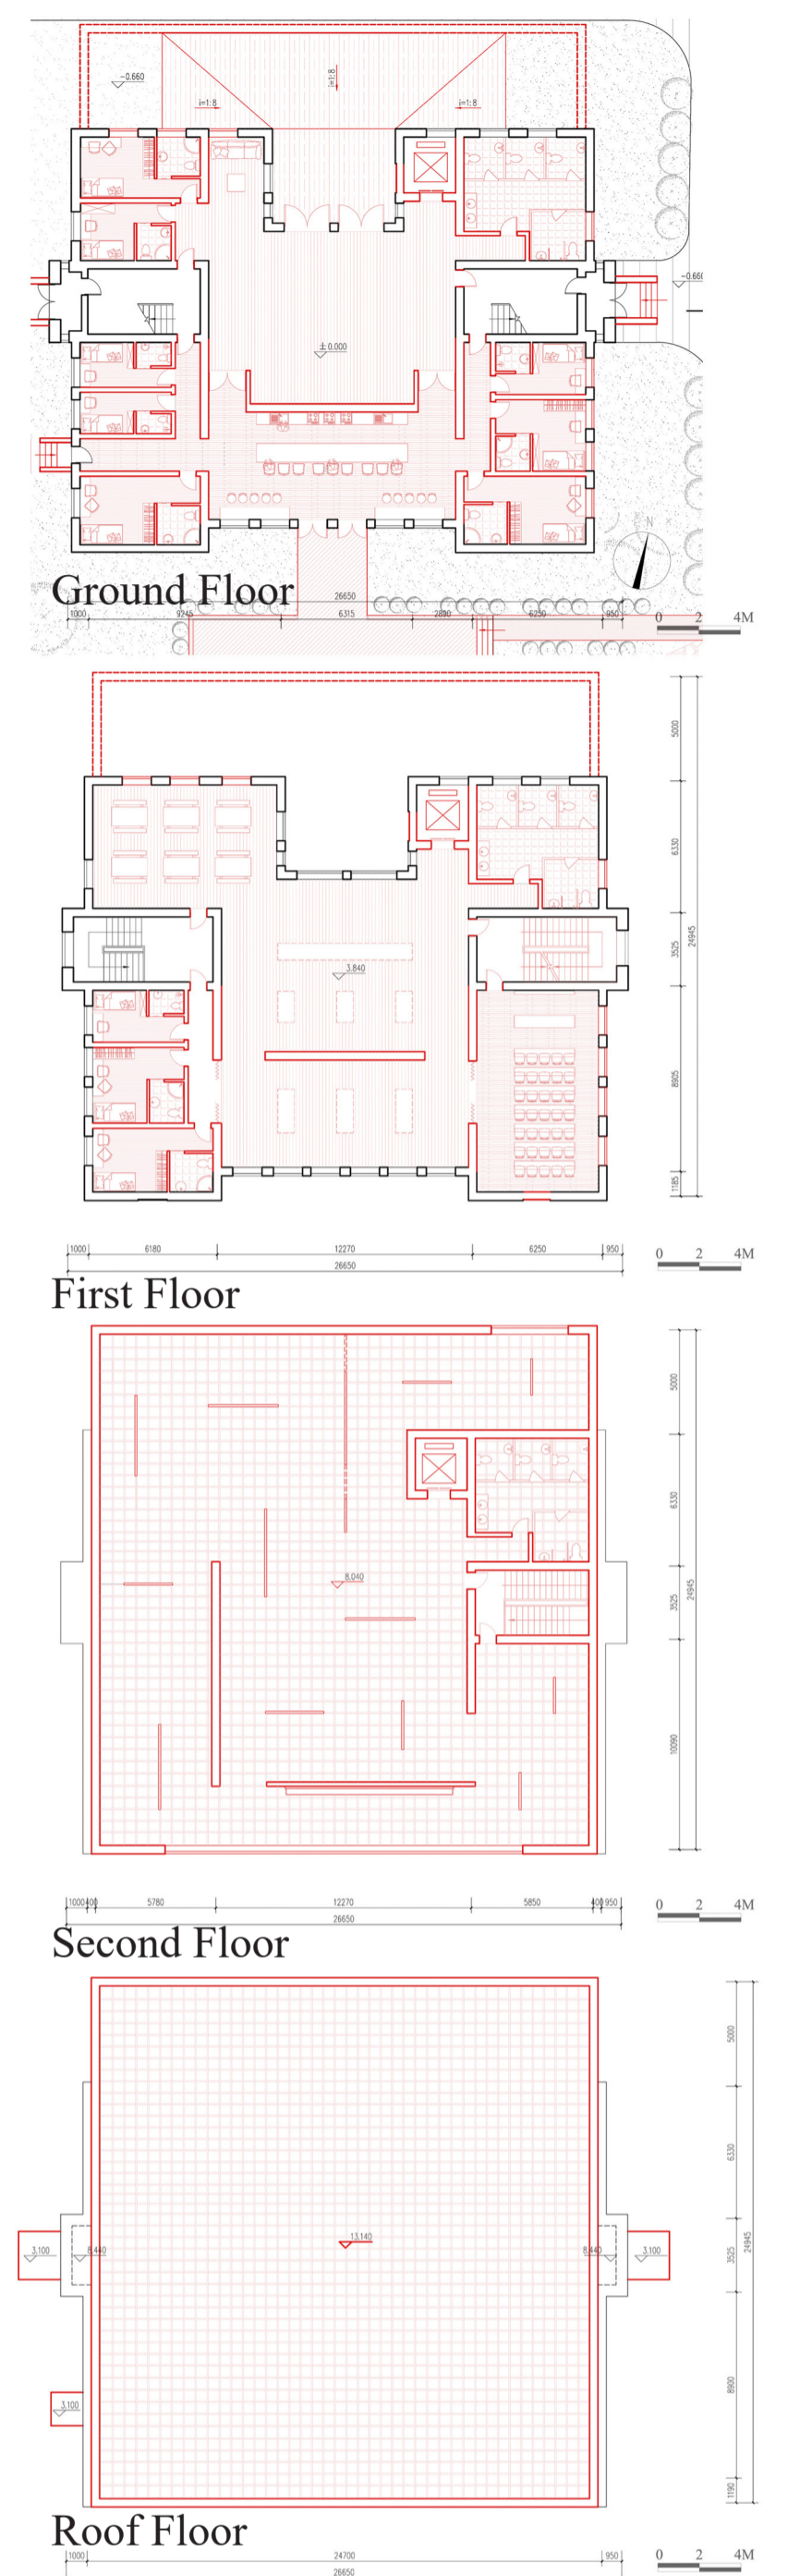 -0.660
i=1:8
i=1:8
i=1:8
-0.660
±0.000
N
Ground Floor
26650
1000 9245 6315 2890 6250 950
0 2 4M
5000
6330
3.840
3525
24945
8905
1185
1000 6180 12270 6250 950
26650
0 2 4M
First Floor
5000
6330
8.040
3525
24945
10090
1000 400 5780 12270 5850 400 950
26650
0 2 4M
Second Floor
5000
6330
13.140
3.100 8.440 8.440 3.100
3525
24945
8900
3.100
1190
Roof Floor
1000 24700 950
26650
0 2 4M